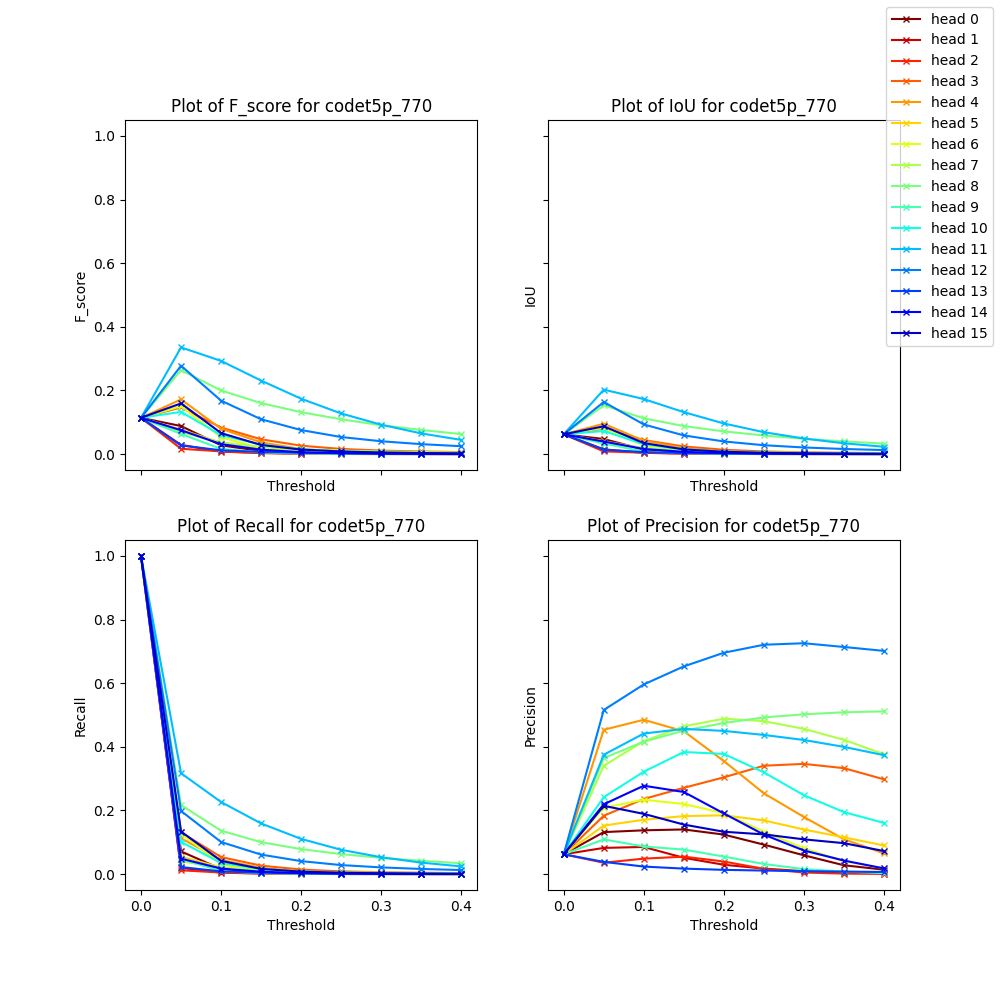 head 0
head 1
head 2
head 3
head 4
head 5
head 6
head 7
head 8
head 9
head 10
head 11
head 12
head 13
head 14
head 15
Plot of F_score for codet5p_770
1.0
0.8
0.6
0.4
0.2
0.0
F_score
Threshold
Plot of IoU for codet5p_770
IoU
Threshold
Plot of Recall for codet5p_770
1.0
0.8
0.6
0.4
0.2
0.0
Recall
0.0 0.1 0.2 0.3 0.4
Threshold
Plot of Precision for codet5p_770
Precision
0.0 0.1 0.2 0.3 0.4
Threshold